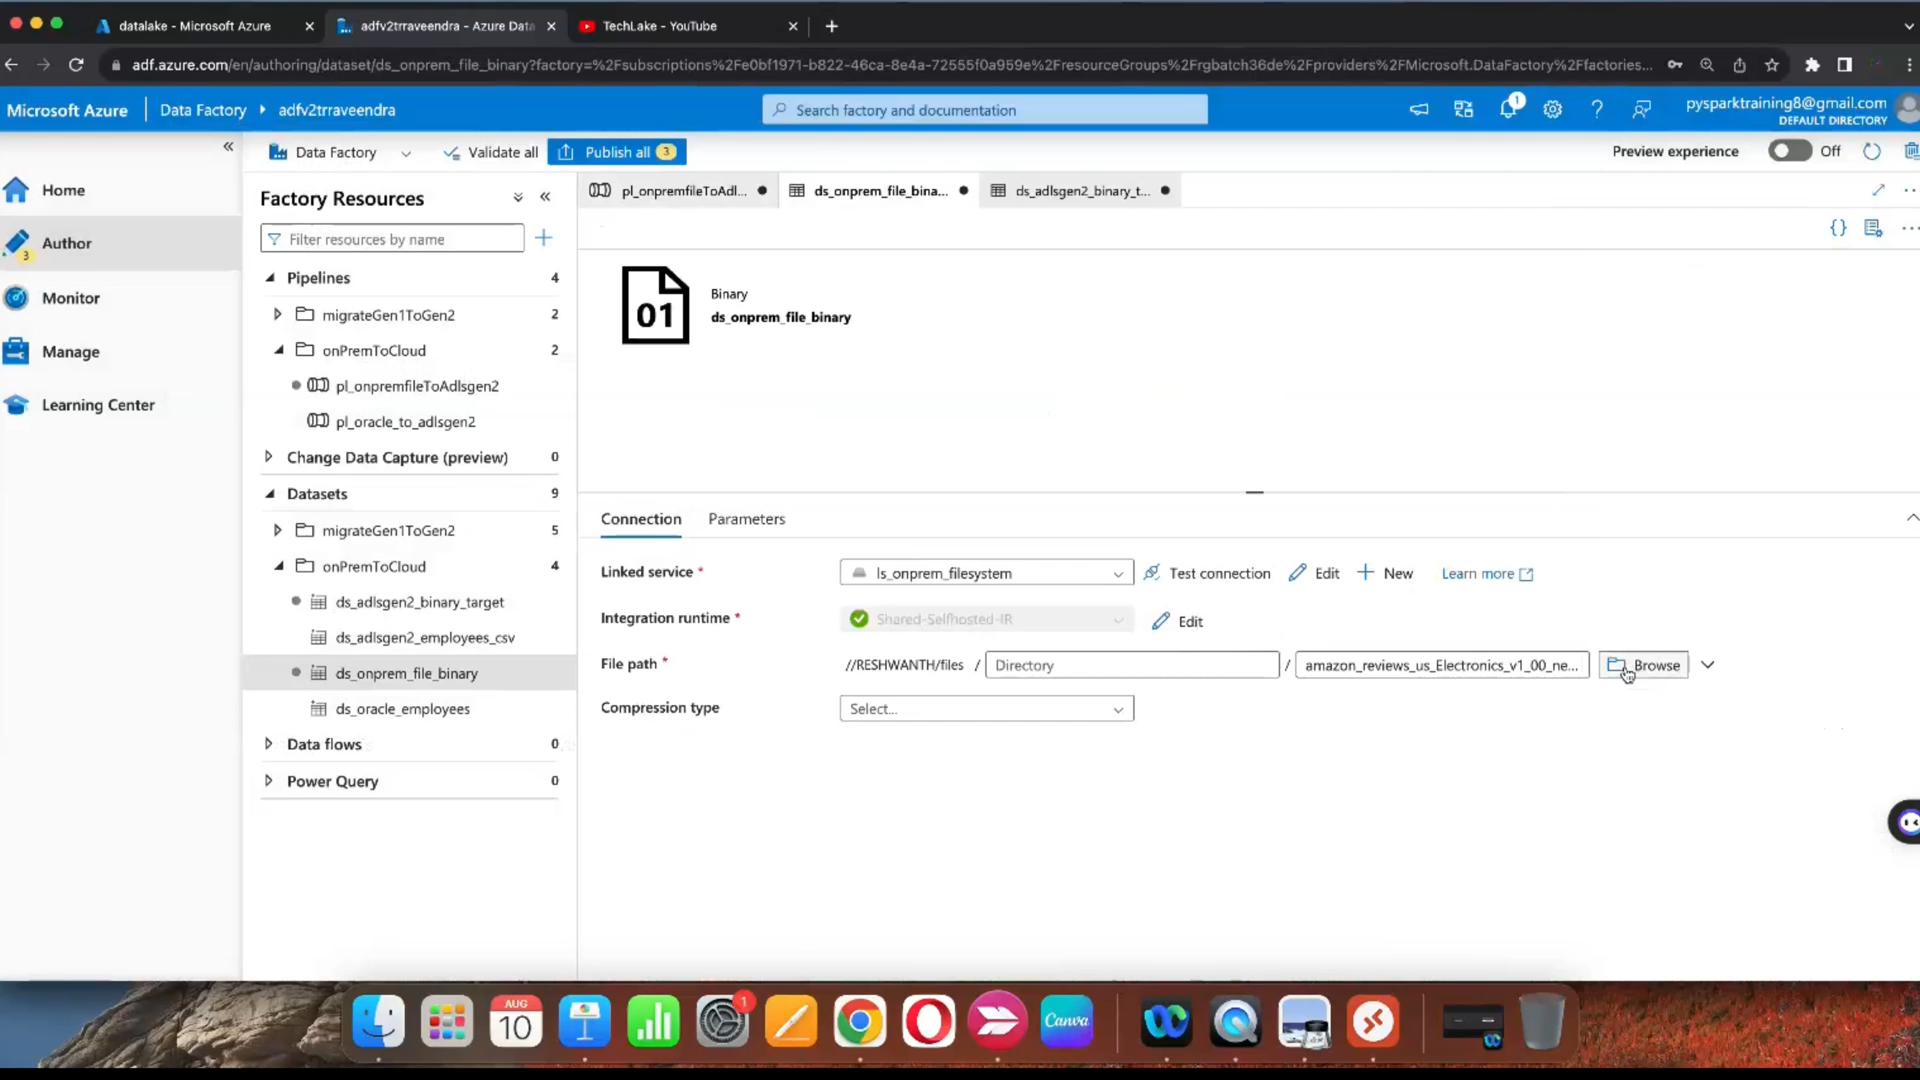 datalake - Microsoft Azure
adfv2trraveendra - Azure Data
TechLake - YouTube
adf.azure.com/en/authoring/dataset/ds_onprem_file_binary?factory=%2Fsubscriptions%2Fe0bf1971-b822-46ca-8e4a-72555f0a959e%2FresourceGroups%2Frgbatch36de%2Fproviders%2FMicrosoft.DataFactory%2Ffactories...
Microsoft Azure
Data Factory
adfv2trraveendra
Search factory and documentation
1
pysparktraining8@gmail.com
DEFAULT DIRECTORY
Data Factory
Validate all
Publish all 3
Preview experience
Off
Home
Author
3
Monitor
Manage
Learning Center
Factory Resources
Filter resources by name
Pipelines 4
migrateGen1ToGen2 2
onPremToCloud 2
pl_onpremfileToAdlsgen2
pl_oracle_to_adlsgen2
Change Data Capture (preview) 0
Datasets 9
migrateGen1ToGen2 5
onPremToCloud 4
ds_adlsgen2_binary_target
ds_adlsgen2_employees_csv
ds_onprem_file_binary
ds_oracle_employees
Data flows 0
Power Query 0
pl_onpremfileToAdl...
ds_onprem_file_bina...
ds_adlsgen2_binary_t...
{}
01
Binary
ds_onprem_file_binary
Connection
Parameters
Linked service *
ls_onprem_filesystem
Test connection
Edit
New
Learn more
Integration runtime *
Shared-Selfhosted-IR
Edit
File path *
//RESHWANTH/files / Directory / amazon_reviews_us_Electronics_v1_00_ne...
Browse
Compression type
Select...
AUG
10
1
Canva